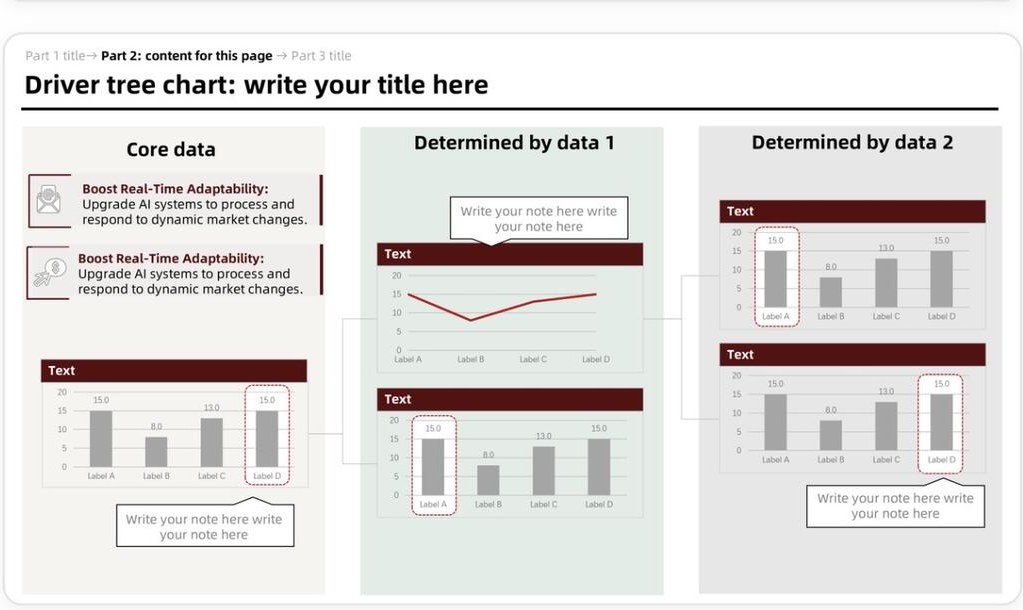 Part 1 title→ Part 2: content for this page → Part 3 title
Driver tree chart: write your title here
Core data
Boost Real-Time Adaptability:
Upgrade AI systems to process and
respond to dynamic market changes.
Boost Real-Time Adaptability:
Upgrade AI systems to process and
respond to dynamic market changes.
Text
20
15
10
5
0
15.0
8.0
13.0
15.0
Label A
Label B
Label C
Label D
Write your note here write
your note here
Determined by data 1
Write your note here write
your note here
Text
20
15
10
5
0
Label A
Label B
Label C
Label D
Text
20
15
10
5
0
15.0
8.0
13.0
15.0
Label A
Label B
Label C
Label D
Determined by data 2
Text
20
15
10
5
0
15.0
8.0
13.0
15.0
Label A
Label B
Label C
Label D
Text
20
15
10
5
0
15.0
8.0
13.0
15.0
Label A
Label B
Label C
Label D
Write your note here write
your note here